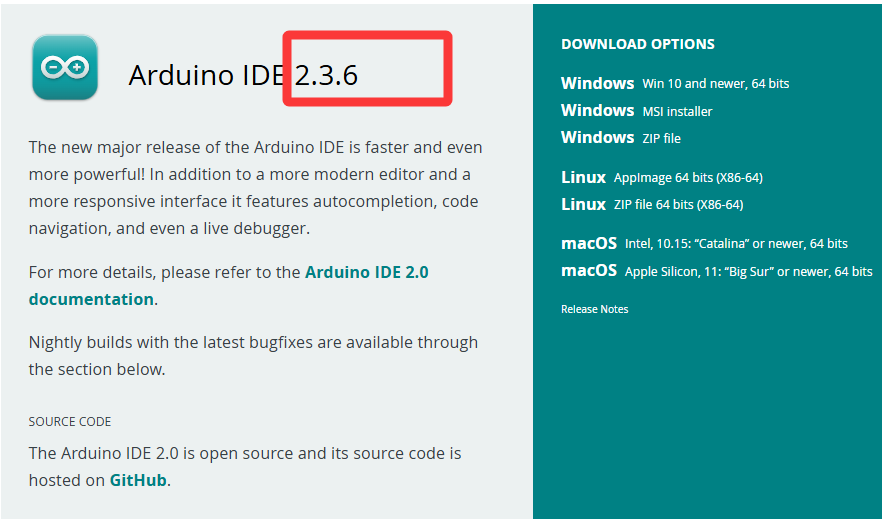 Arduino IDE 2.3.6
The new major release of the Arduino IDE is faster and even
more powerful! In addition to a more modern editor and a
more responsive interface it features autocompletion, code
navigation, and even a live debugger.
For more details, please refer to the Arduino IDE 2.0
documentation.
Nightly builds with the latest bugfixes are available through
the section below.
SOURCE CODE
The Arduino IDE 2.0 is open source and its source code is
hosted on GitHub.
DOWNLOAD OPTIONS
Windows Win 10 and newer, 64 bits
Windows MSI installer
Windows ZIP file
Linux AppImage 64 bits (X86-64)
Linux ZIP file 64 bits (X86-64)
macOS Intel, 10.15: “Catalina” or newer, 64 bits
macOS Apple Silicon, 11: “Big Sur” or newer, 64 bits
Release Notes